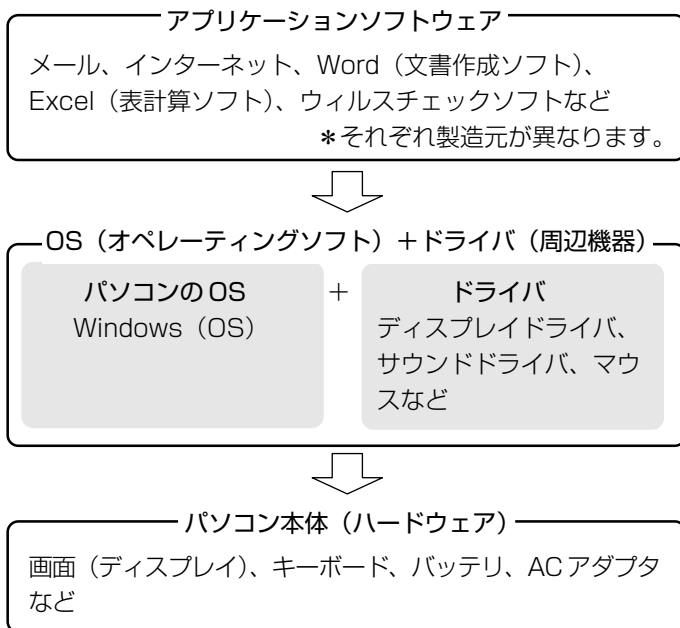 アプリケーションソフトウェア
メール、インターネット、Word(文書作成ソフト)、
Excel(表計算ソフト)、ウィルスチェックソフトなど
＊それぞれ製造元が異なります。
OS(オペレーティングソフト)＋ドライバ(周辺機器)
パソコンのOS
Windows(OS)
＋
ドライバ
ディスプレイドライバ、
サウンドドライバ、マウ
スなど
パソコン本体(ハードウェア)
画面(ディスプレイ)、キーボード、バッテリ、ACアダプタ
など